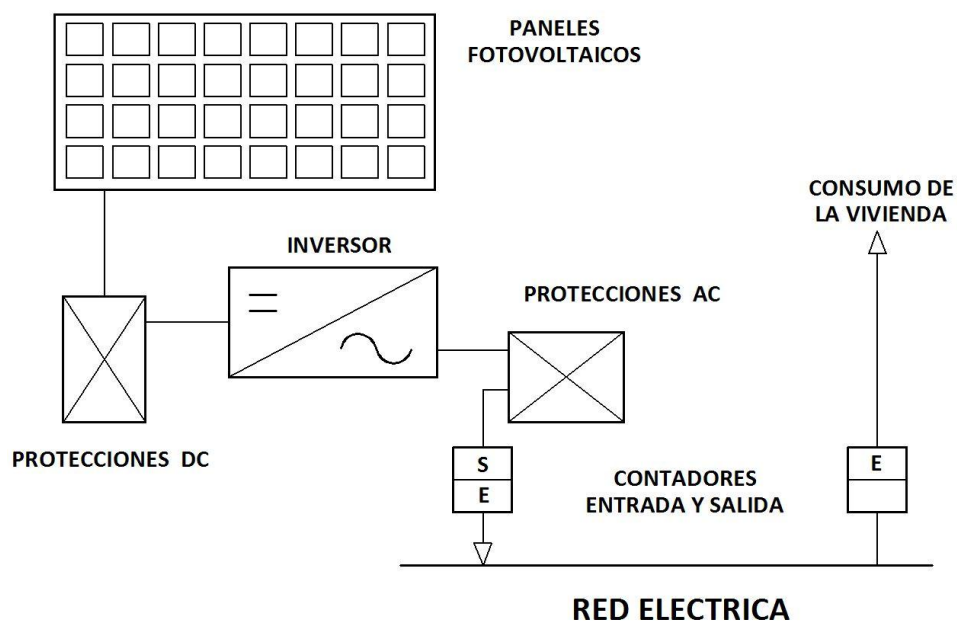 PANELES
FOTOVOLTAICOS
CONSUMO DE
LA VIVIENDA
INVERSOR
PROTECCIONES AC
PROTECCIONES DC
S
E
CONTADORES
ENTRADA Y SALIDA
E
RED ELECTRICA